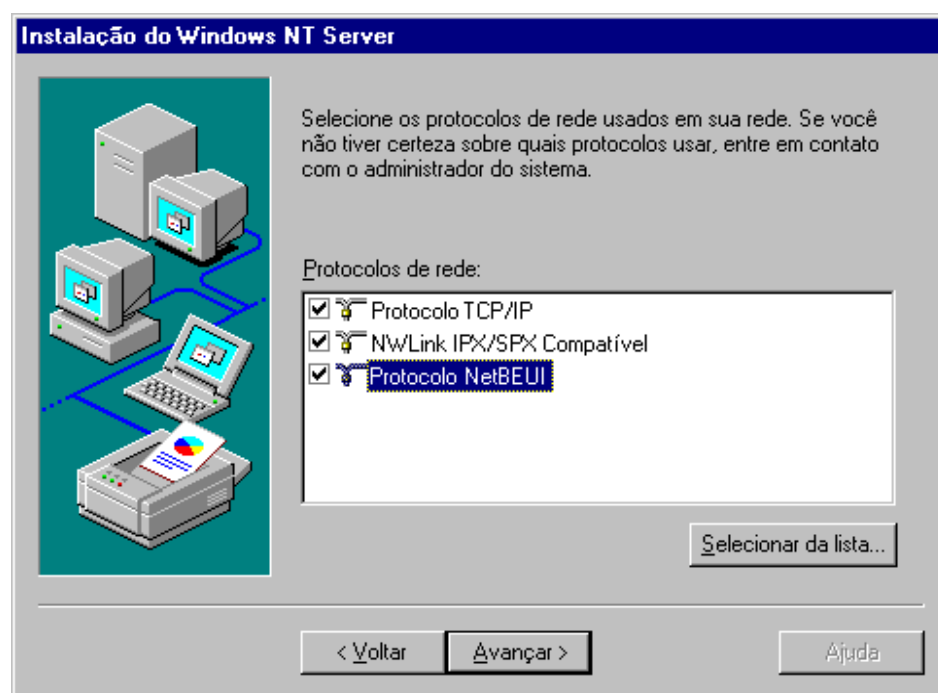 Instalação do Windows NT Server
Selecione os protocolos de rede usados em sua rede. Se você
não tiver certeza sobre quais protocolos usar, entre em contato
com o administrador do sistema.
Protocolos de rede:
Protocolo TCP/IP
NWLink IPX/SPX Compatível
Protocolo NetBEUI
Selecionar da lista...
< Voltar
Avançar >
Ajuda